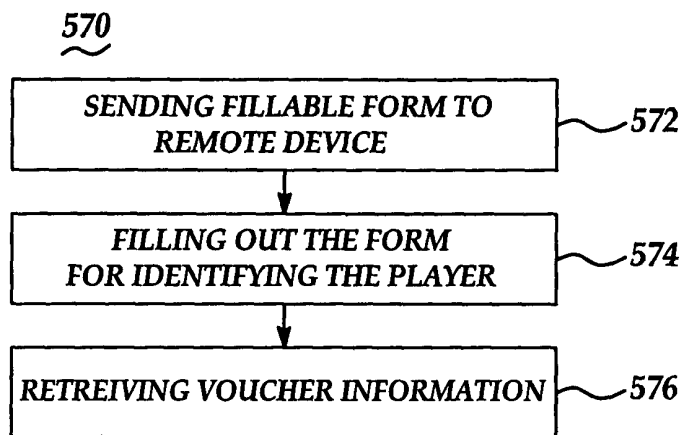 570
SENDING FILLABLE FORM TO
REMOTE DEVICE
572
FILLING OUT THE FORM
FOR IDENTIFYING THE PLAYER
574
RETREIVING VOUCHER INFORMATION
576